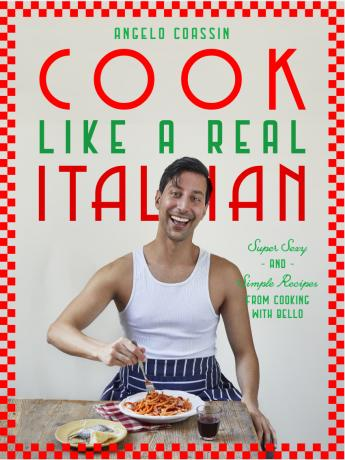 ANGELO COASSIN
COOK
LIKE A REAL
ITALIAN
Super Sexy
- AND -
Simple Recipes
FROM COOKING
WITH BELLO